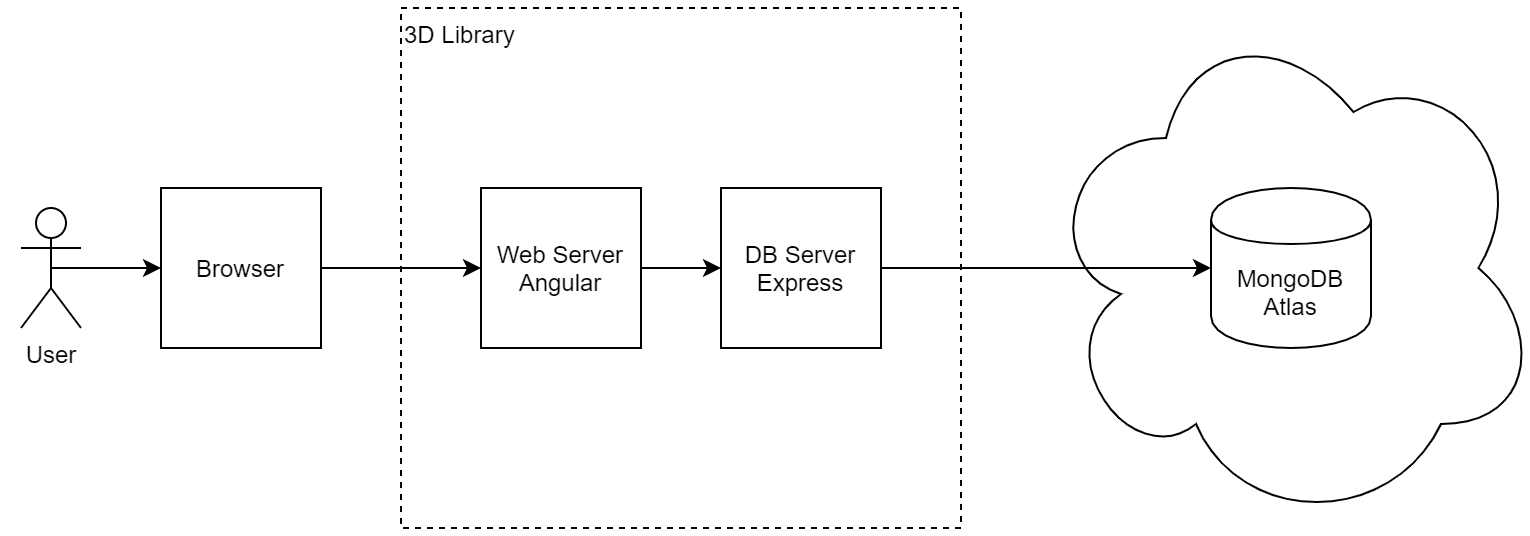 3D Library
User
Browser
Web Server
Angular
DB Server
Express
MongoDB
Atlas